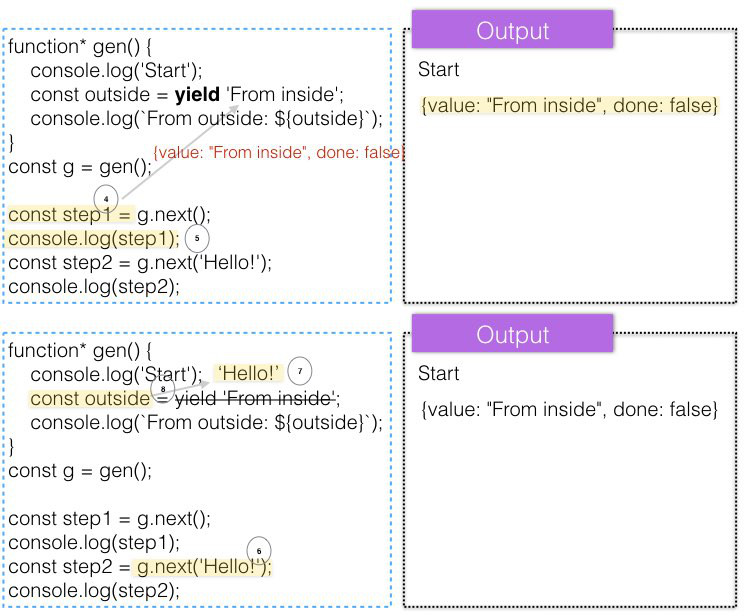 function* gen() {
console.log('Start');
const outside = yield 'From inside';
console.log(`From outside: ${outside}`);
}
const g = gen();
{value: "From inside", done: false}
4
const step1 = g.next();
console.log(step1);
5
const step2 = g.next('Hello!');
console.log(step2);
Output
Start
{value: "From inside", done: false}
function* gen() {
console.log('Start');
‘Hello!’
7
8
const outside = yield 'From inside';
console.log(`From outside: ${outside}`);
}
const g = gen();
const step1 = g.next();
console.log(step1);
6
const step2 = g.next('Hello!');
console.log(step2);
Output
Start
{value: "From inside", done: false}